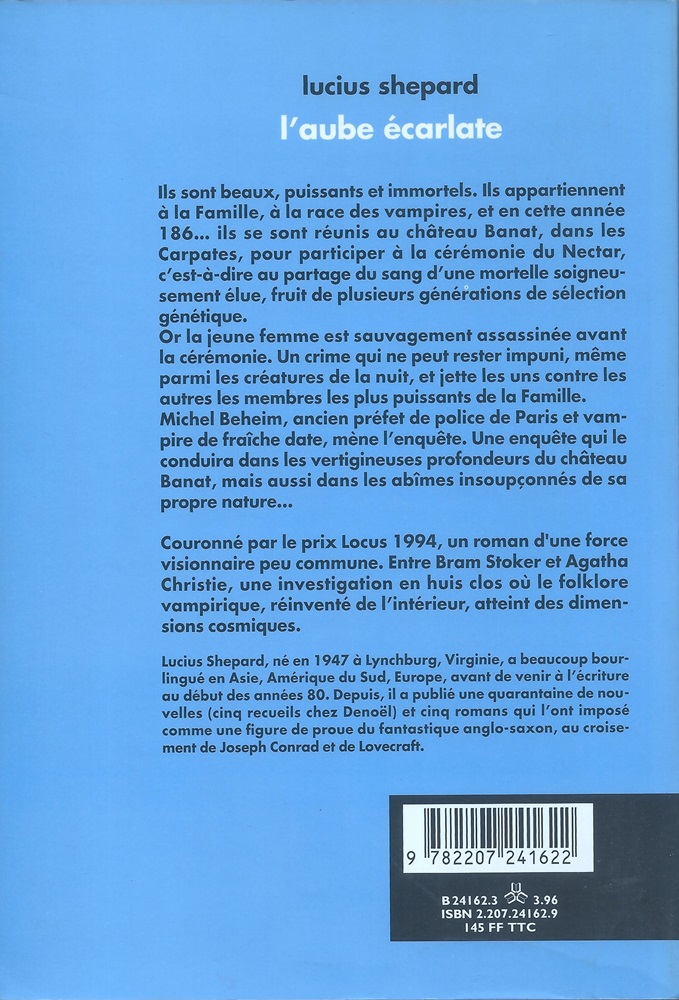 lucius shepard
l'aube écarlate
Ils sont beaux, puissants et immortels. Ils appartiennent
à la Famille, à la race des vampires, et en cette année
186... ils se sont réunis au château Banat, dans les
Carpates, pour participer à la cérémonie du Nectar,
c'est-à-dire au partage du sang d'une mortelle soigneu-
sement élue, fruit de plusieurs générations de sélection
génétique.
Or la jeune femme est sauvagement assassinée avant
la cérémonie. Un crime qui ne peut rester impuni, même
parmi les créatures de la nuit, et jette les uns contre les
autres les membres les plus puissants de la Famille.
Michel Beheim, ancien préfet de police de Paris et vam-
pire de fraîche date, mène l'enquête. Une enquête qui le
conduira dans les vertigineuses profondeurs du château
Banat, mais aussi dans les abîmes insoupçonnés de sa
propre nature...
Couronné par le prix Locus 1994, un roman d'une force
visionnaire peu commune. Entre Bram Stoker et Agatha
Christie, une investigation en huis clos où le folklore
vampirique, réinventé de l'intérieur, atteint des dimen-
sions cosmiques.
Lucius Shepard, né en 1947 à Lynchburg, Virginie, a beaucoup bour-
lingué en Asie, Amérique du Sud, Europe, avant de venir à l'écriture
au début des années 80. Depuis, il a publié une quarantaine de nou-
velles (cinq recueils chez Denoël) et cinq romans qui l'ont imposé
comme une figure de proue du fantastique anglo-saxon, au croise-
ment de Joseph Conrad et de Lovecraft.
9 782207 241622
B 24162.3 3.96
ISBN 2.207.24162.9
145 FF TTC